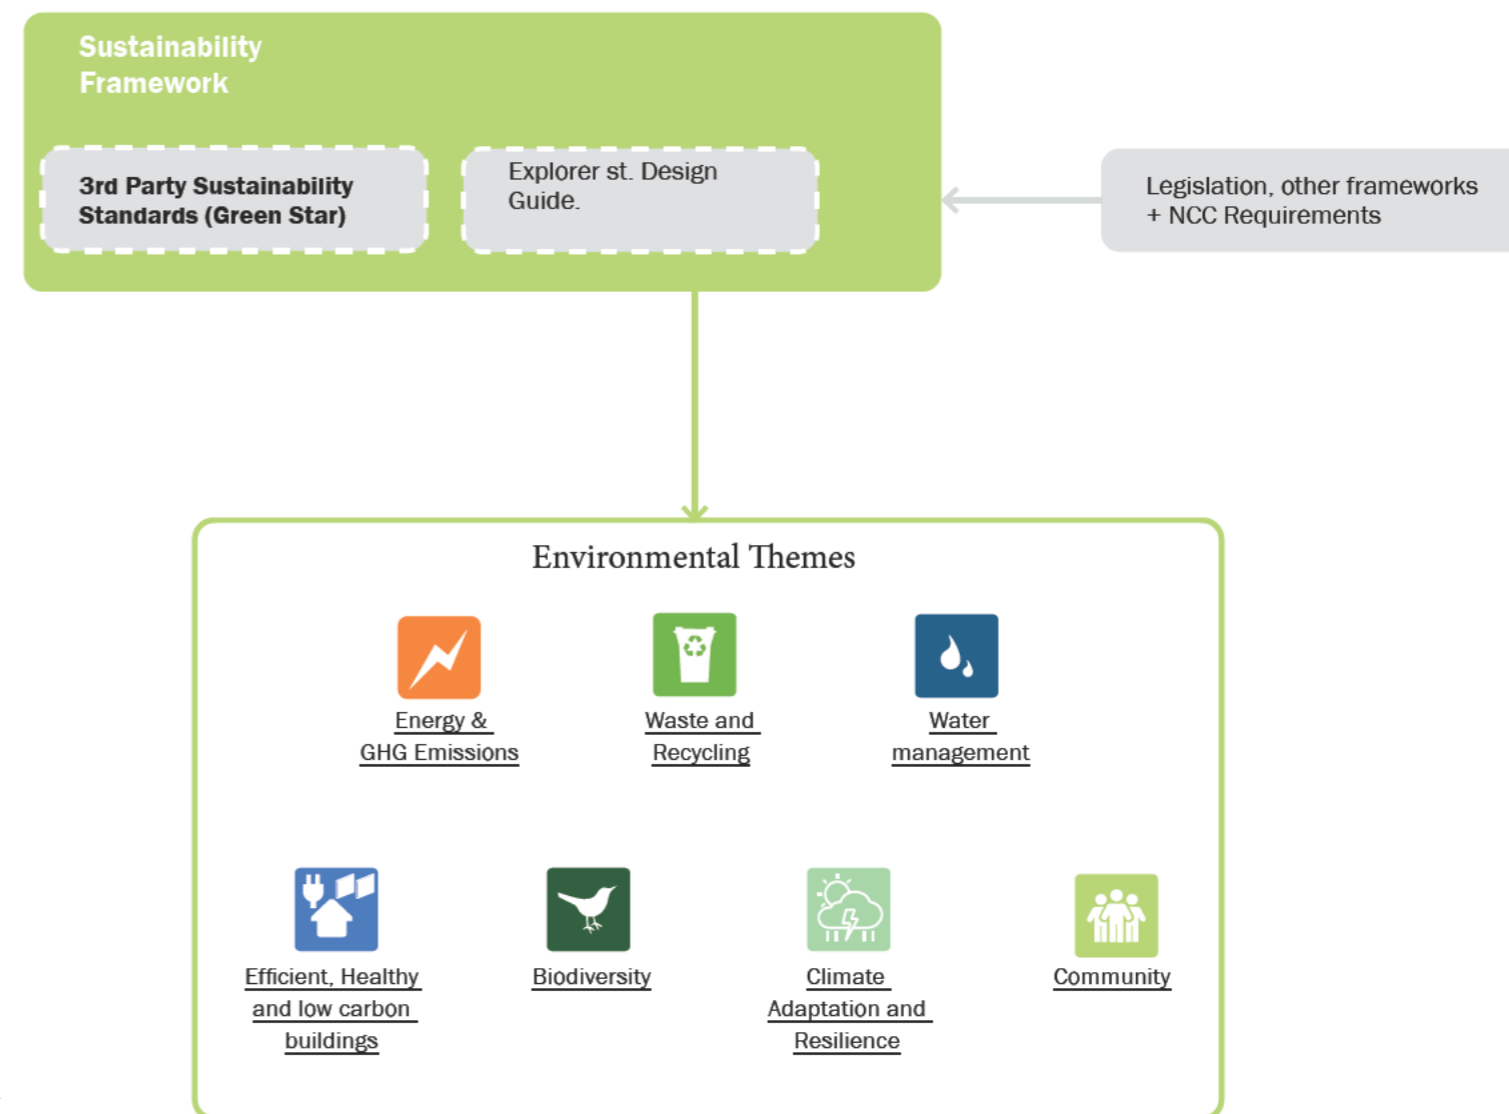 Sustainability
Framework
3rd Party Sustainability
Standards (Green Star)
Explorer st. Design
Guide.
Legislation, other frameworks
+ NCC Requirements
Environmental Themes
Energy &
GHG Emissions
Waste and
Recycling
Water
management
Efficient, Healthy
and low carbon
buildings
Biodiversity
Climate
Adaptation and
Resilience
Community